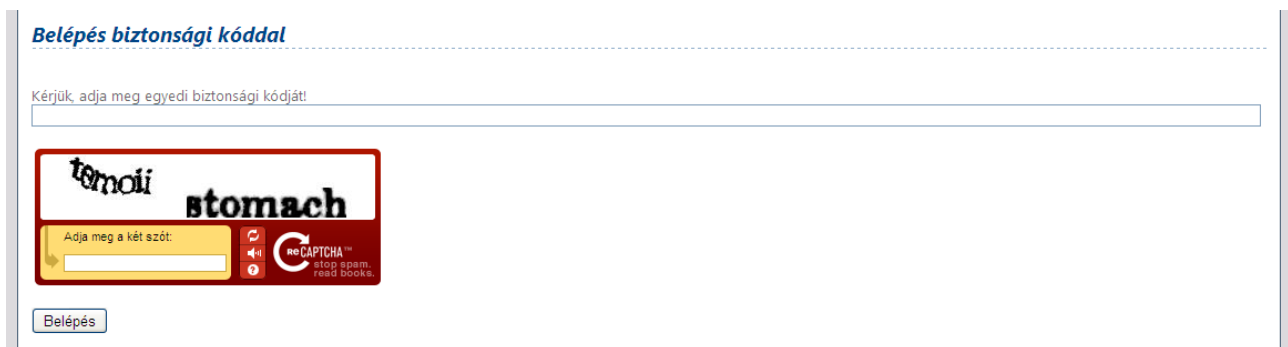 Belépés biztonsági kóddal
Kérjük, adja meg egyedi biztonsági kódját!
stomach
Adja meg a két szót:
reCAPTCHA™
stop spam.
read books.
Belépés